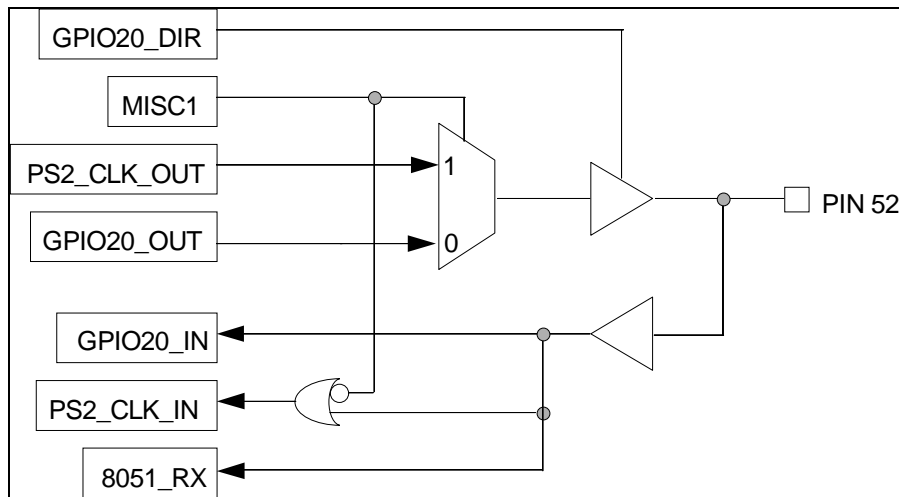 GPIO20_DIR
MISC1
PS2_CLK_OUT
1
PIN 52
GPIO20_OUT
0
GPIO20_IN
PS2_CLK_IN
8051_RX